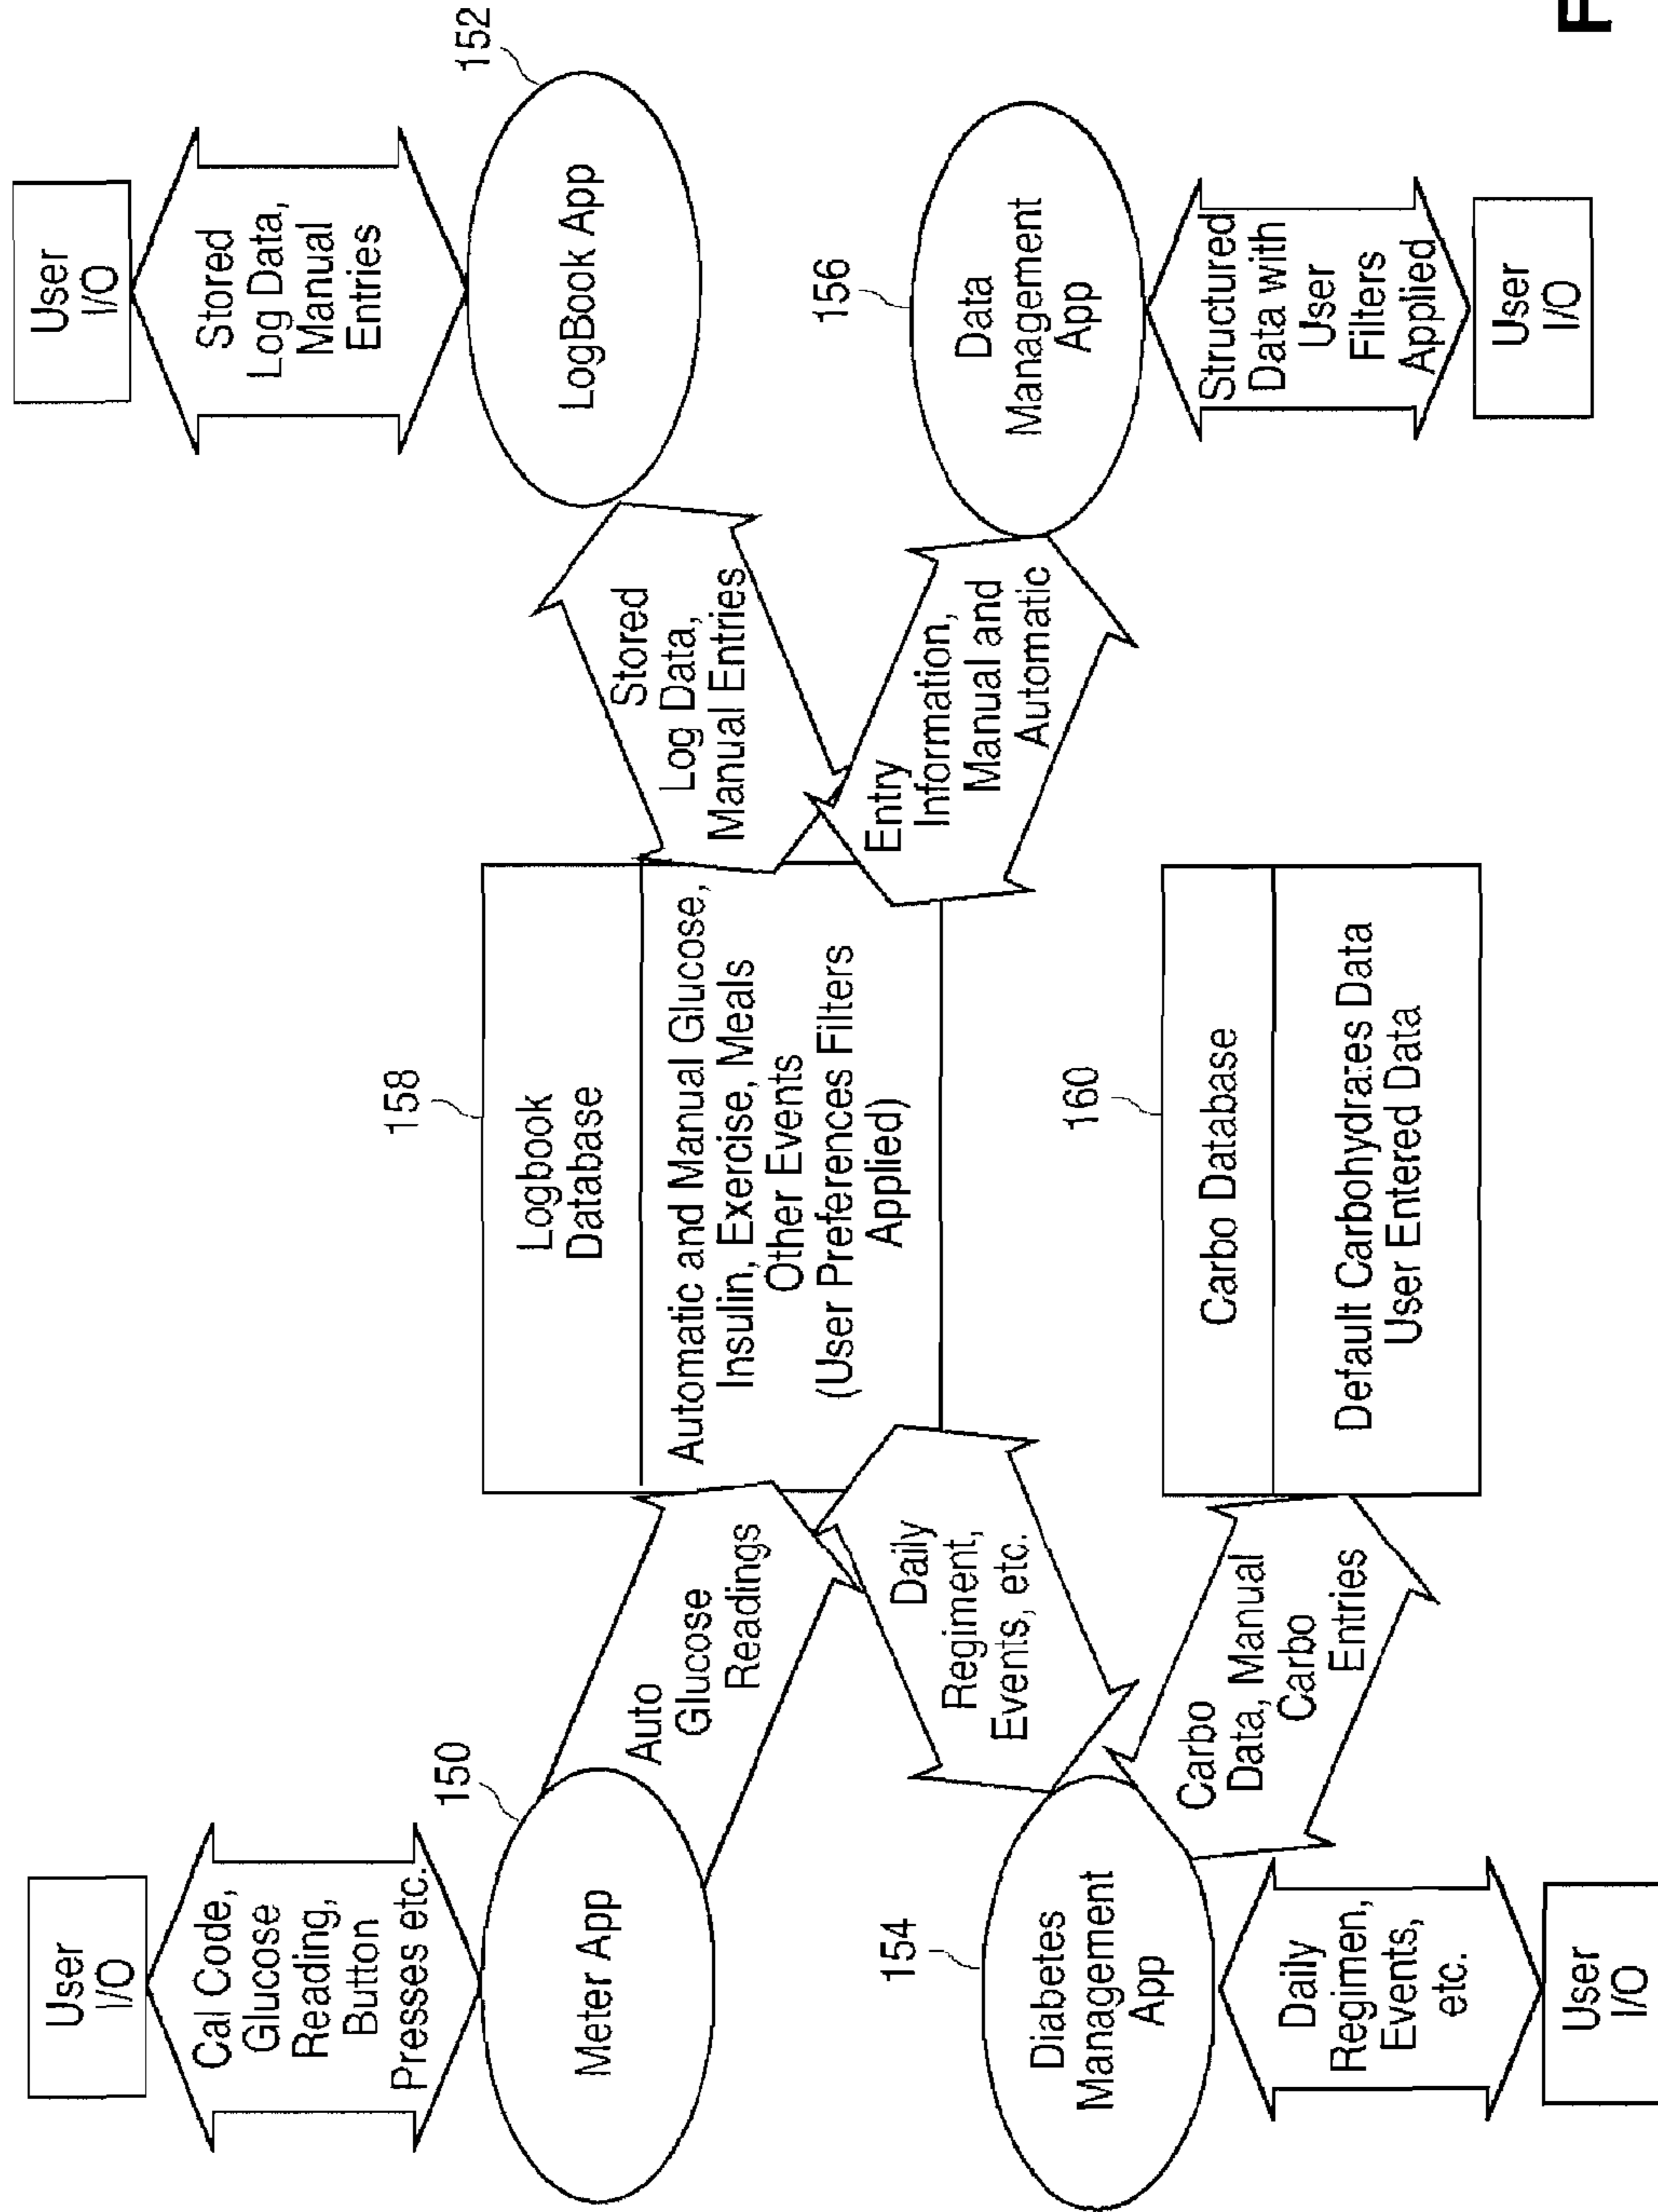 User
I/O
Cal Code,
Glucose
Reading,
Button
Presses etc.
150
Meter App
Auto
Glucose
Readings
158
Logbook
Database
Automatic and Manual Glucose,
Insulin, Exercise, Meals
Other Events
(User Preferences Filters
Applied)
Stored
Log Data,
Manual Entries
User
I/O
Stored
Log Data,
Manual
Entries
152
LogBook App
154
Diabetes
Management
App
Daily
Regiment,
Events, etc.
Carbo
Data, Manual
Carbo
Entries
Daily
Regimen,
Events,
etc.
User
I/O
160
Carbo Database
Default Carbohydrates Data
User Entered Data
Entry
Information,
Manual and
Automatic
156
Data
Management
App
Structured
Data with
User
Filters
Applied
User
I/O
F